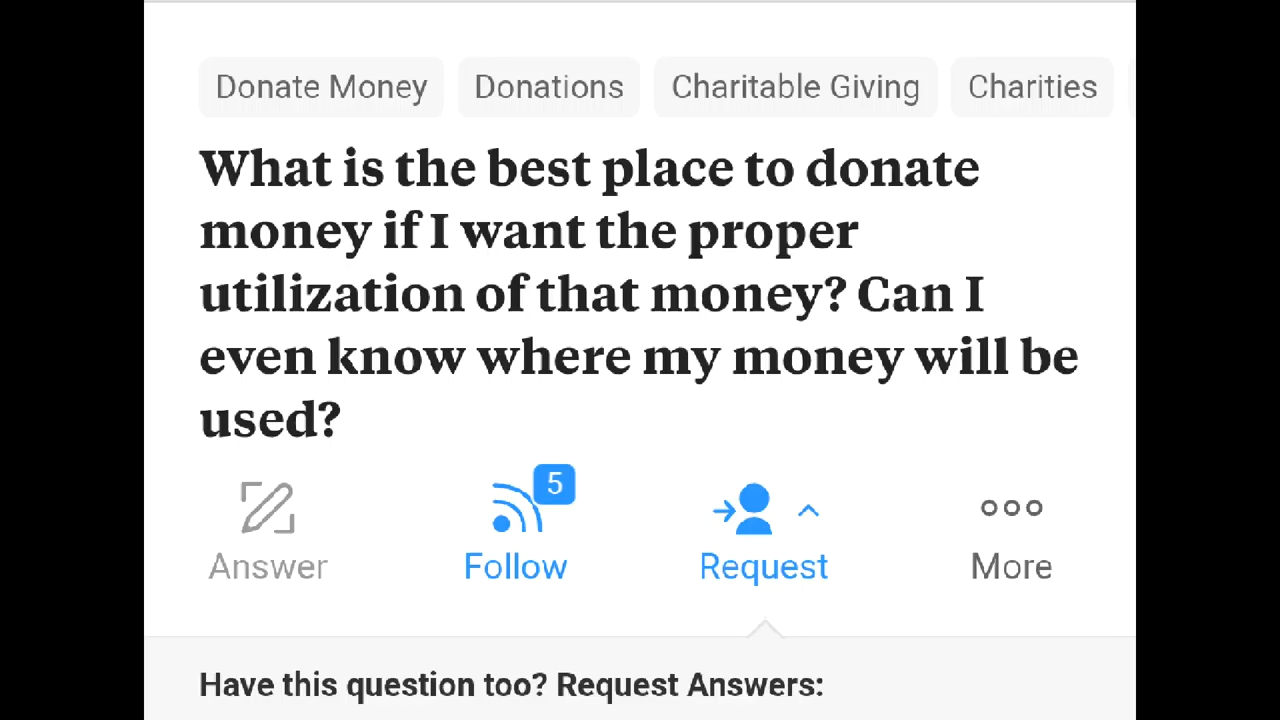 Donate Money Donations Charitable Giving Charities
What is the best place to donate
money if I want the proper
utilization of that money? Can I
even know where my money will be
used?
5
Answer Follow Request More
Have this question too? Request Answers: